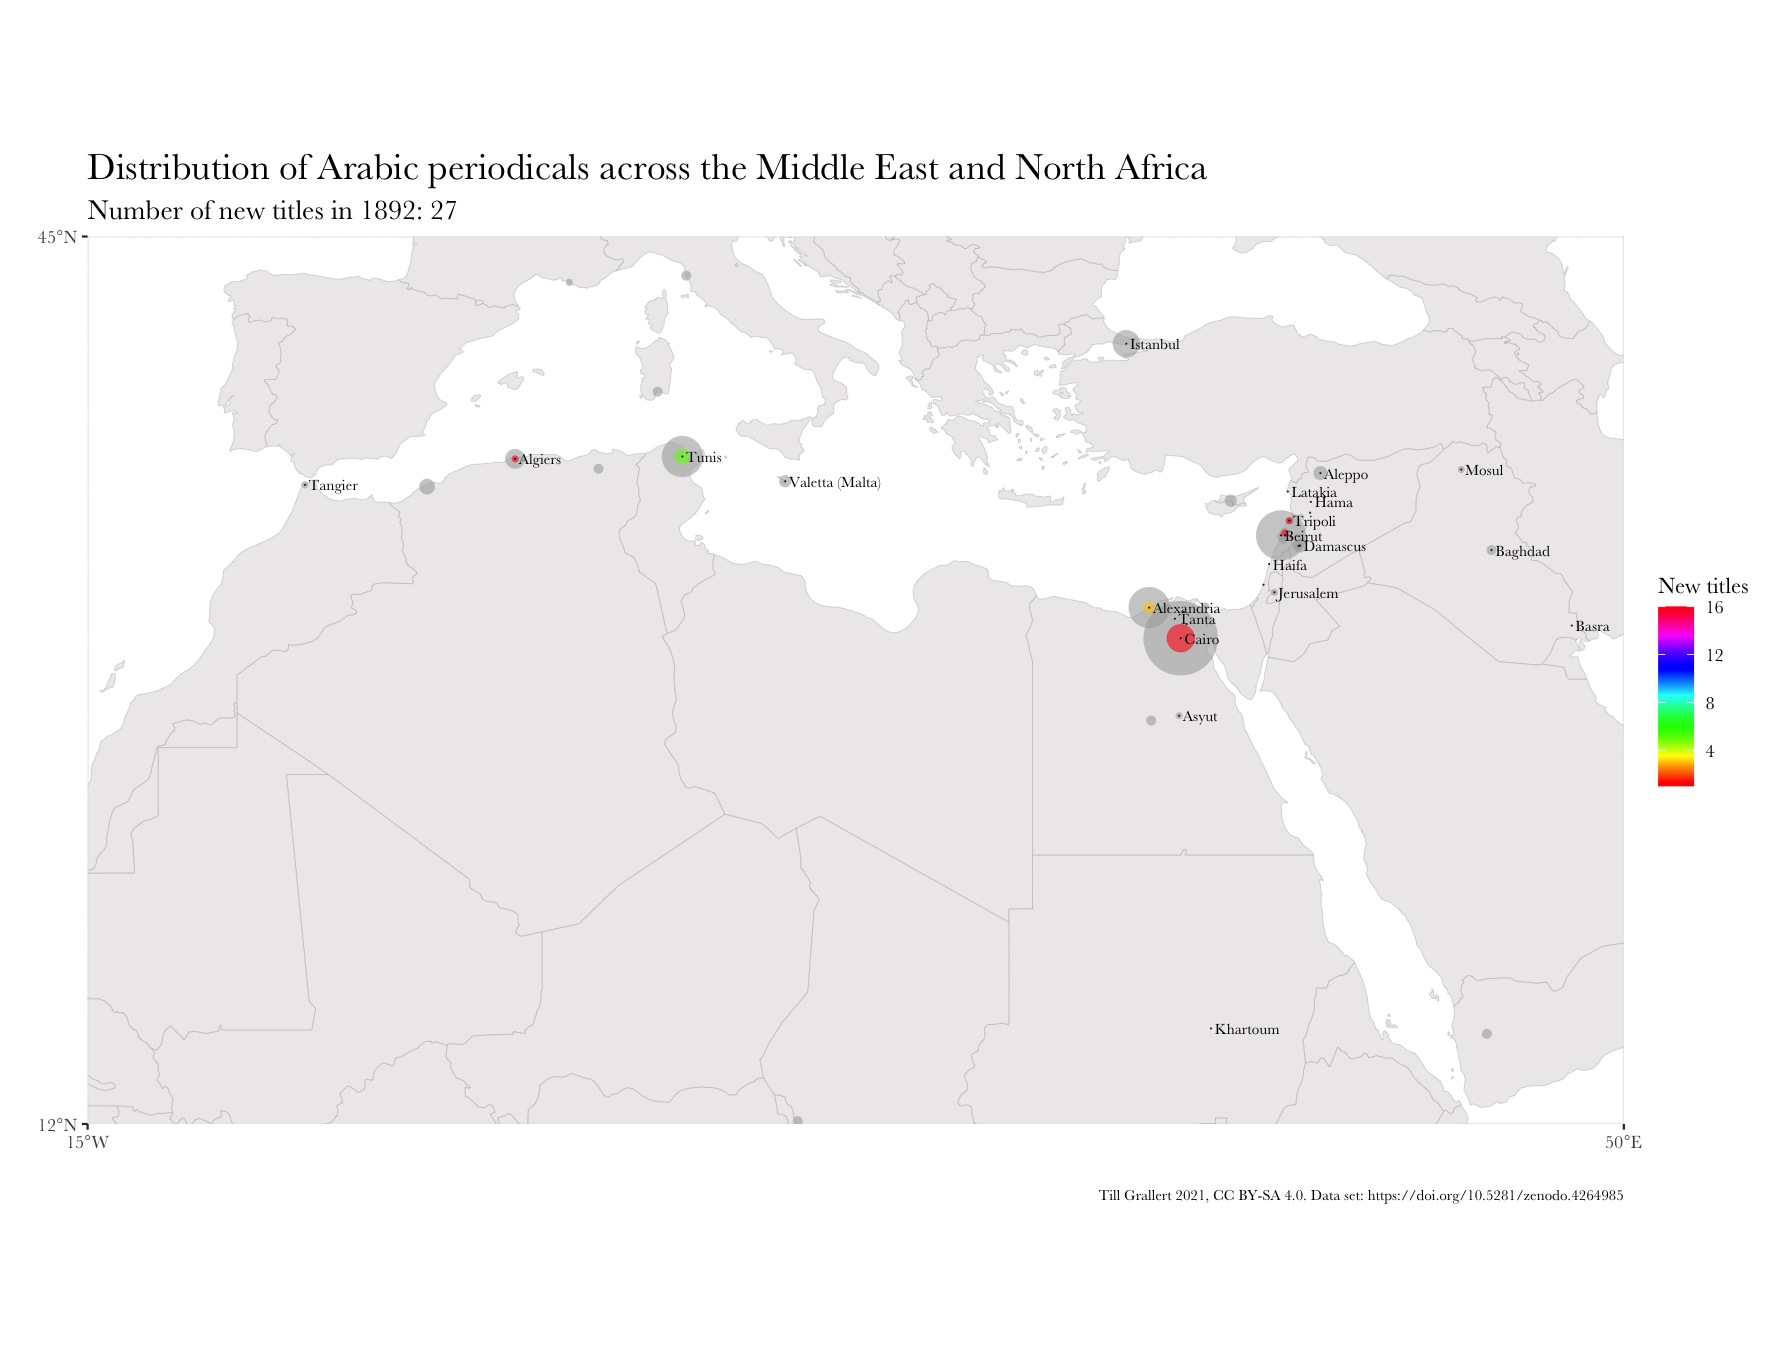 Distribution of Arabic periodicals across the Middle East and North Africa
Number of new titles in 1892: 27
45°N
Istanbul
Algiers
Tunis
Tangier
Valetta (Malta)
Aleppo
Mosul
Latakia
Hama
Tripoli
Beirut
Damascus
Baghdad
Haifa
Jerusalem
Alexandria
Tanta
Cairo
Basra
Asyut
Khartoum
New titles
16
12
8
4
12°N
15°W
50°E
Till Grallert 2021, CC BY-SA 4.0. Data set: https://doi.org/10.5281/zenodo.4264985